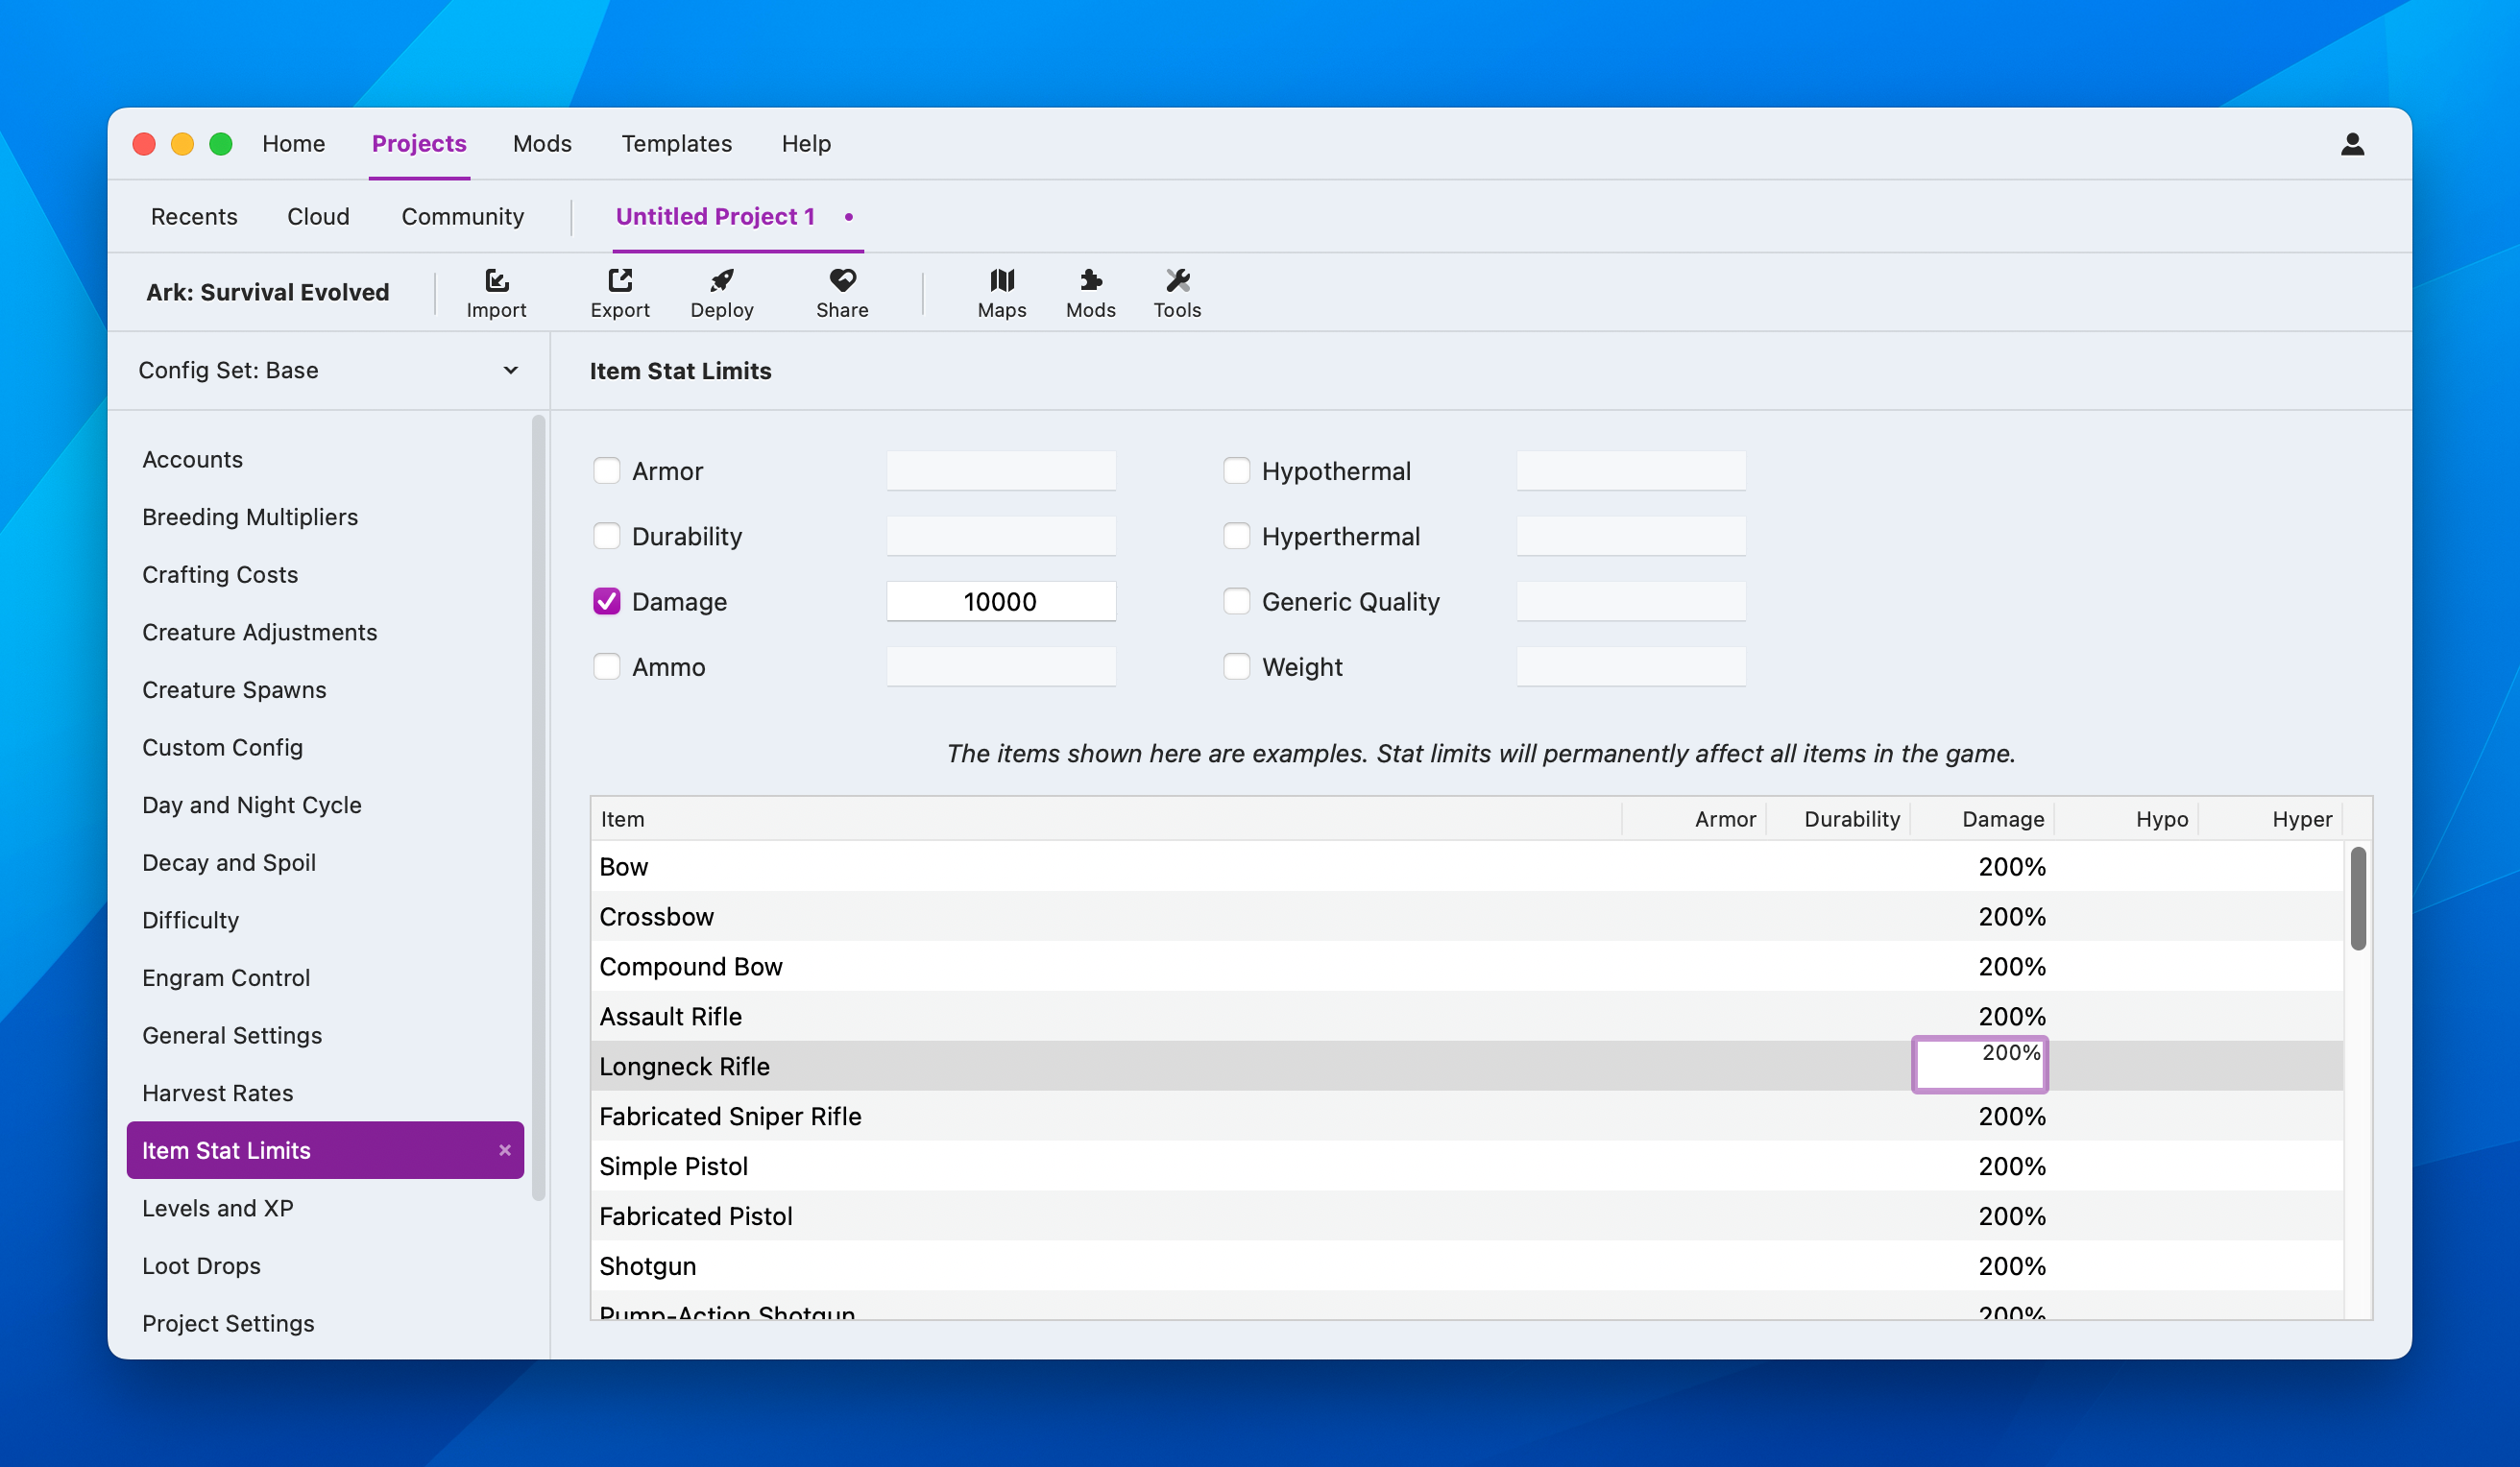 Home Projects Mods Templates Help
Recents Cloud Community Untitled Project 1 •
Ark: Survival Evolved Import Export Deploy Share Maps Mods Tools
Config Set: Base
Item Stat Limits
Accounts
Breeding Multipliers
Crafting Costs
Creature Adjustments
Creature Spawns
Custom Config
Day and Night Cycle
Decay and Spoil
Difficulty
Engram Control
General Settings
Harvest Rates
Item Stat Limits ×
Levels and XP
Loot Drops
Project Settings
Armor Hypothermal
Durability Hyperthermal
Damage 10000 Generic Quality
Ammo Weight
The items shown here are examples. Stat limits will permanently affect all items in the game.
Item Armor Durability Damage Hypo Hyper
Bow 200%
Crossbow 200%
Compound Bow 200%
Assault Rifle 200%
Longneck Rifle 200%
Fabricated Sniper Rifle 200%
Simple Pistol 200%
Fabricated Pistol 200%
Shotgun 200%
Pump-Action Shotgun 200%